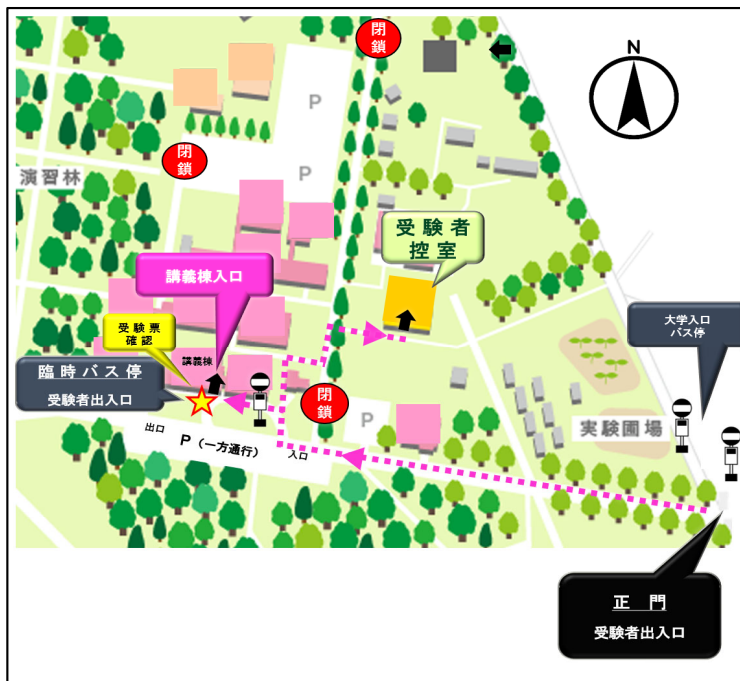 閉
鎖
N
P
閉
鎖
P
演習林
受験者
控室
講義棟入口
大学入口
バス停
受験票
確認
講義棟
臨時バス停
受験者出入口
閉
鎖
P
実験圃場
出口
P（一方通行）
入口
正 門
受験者出入口